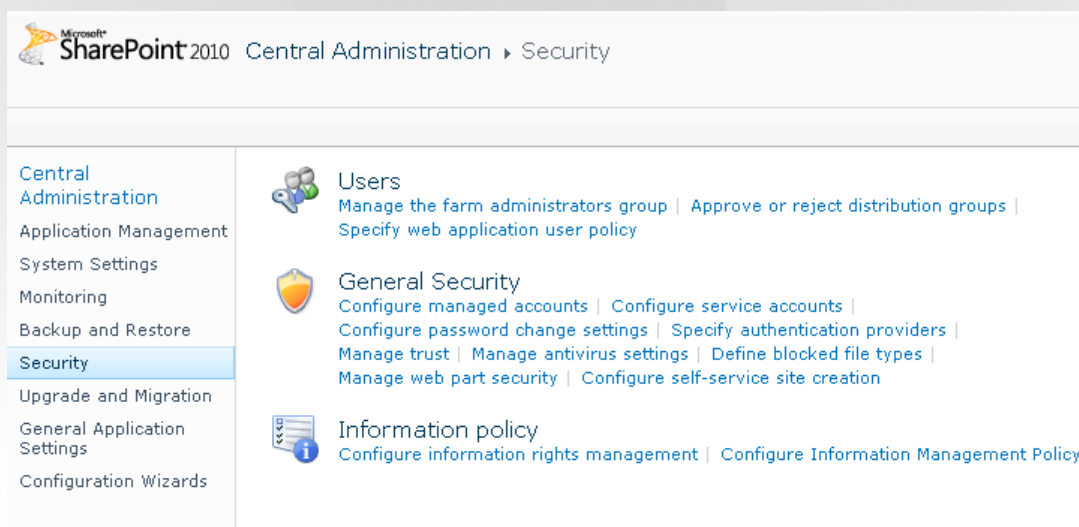 Microsoft®
SharePoint 2010 Central Administration ▸ Security
Central
Administration
Application Management
System Settings
Monitoring
Backup and Restore
Security
Upgrade and Migration
General Application
Settings
Configuration Wizards
Users
Manage the farm administrators group | Approve or reject distribution groups |
Specify web application user policy
General Security
Configure managed accounts | Configure service accounts |
Configure password change settings | Specify authentication providers |
Manage trust | Manage antivirus settings | Define blocked file types |
Manage web part security | Configure self-service site creation
Information policy
Configure information rights management | Configure Information Management Policy